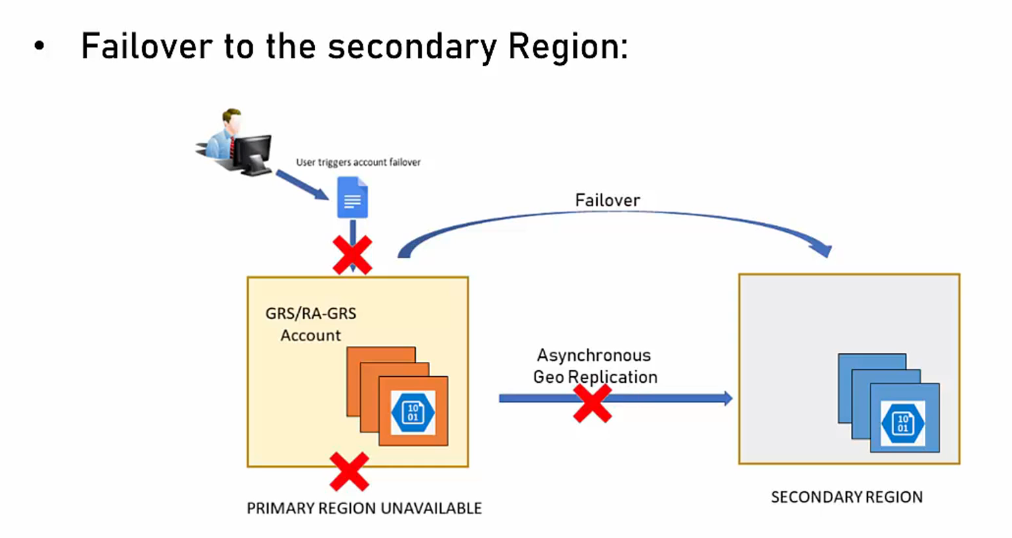 • Failover to the secondary Region:
User triggers account failover
Failover
GRS/RA-GRS
Account
Asynchronous
Geo Replication
10
01
10
01
PRIMARY REGION UNAVAILABLE
SECONDARY REGION